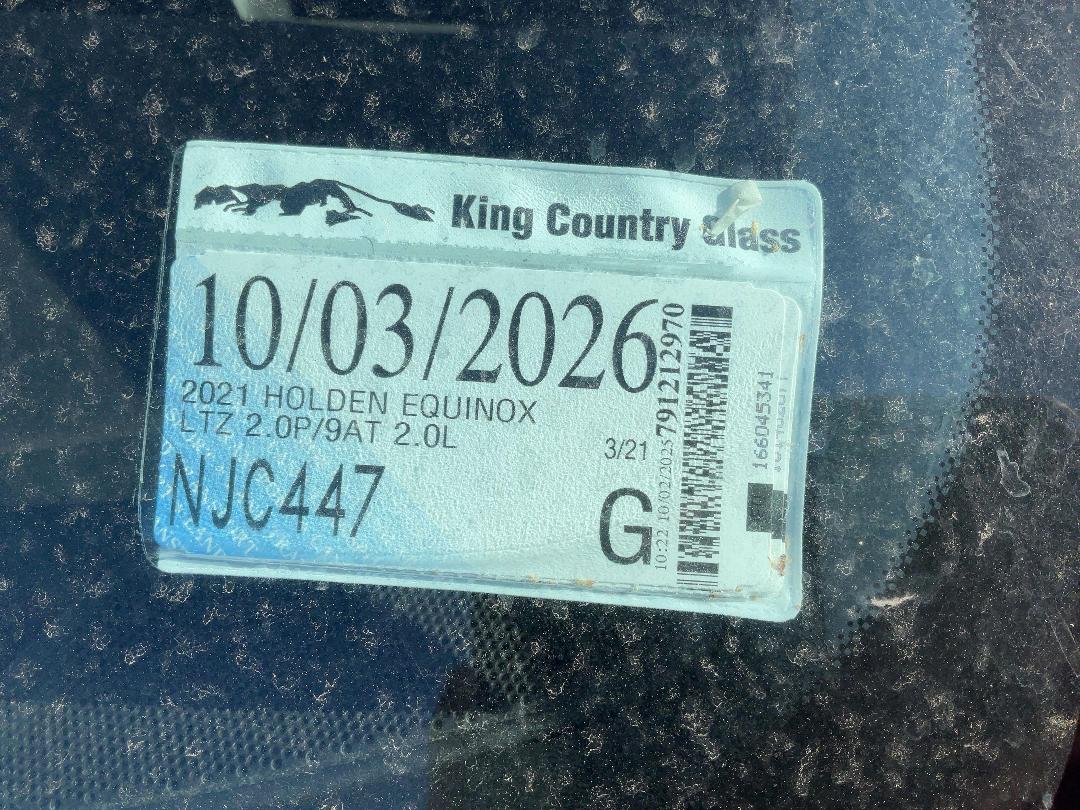 King Country Glass
10/03/2026
2021 HOLDEN EQUINOX
LTZ 2.0P/9AT 2.0L
3/21
NJC447
G
10:22 10/02/2025
791212970
166045341